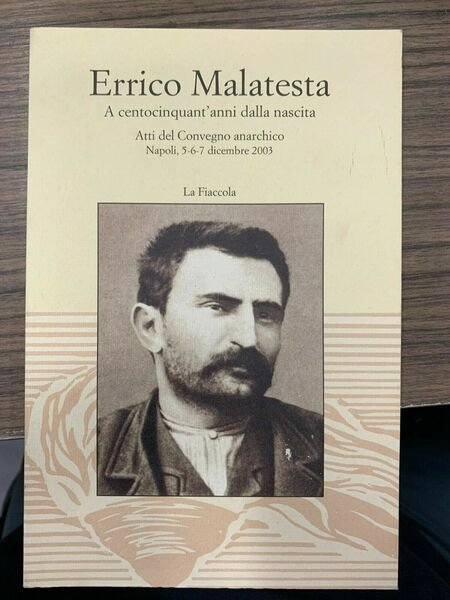 Errico Malatesta
A centocinquant'anni dalla nascita
Atti del Convegno anarchico
Napoli, 5-6-7 dicembre 2003
La Fiaccola